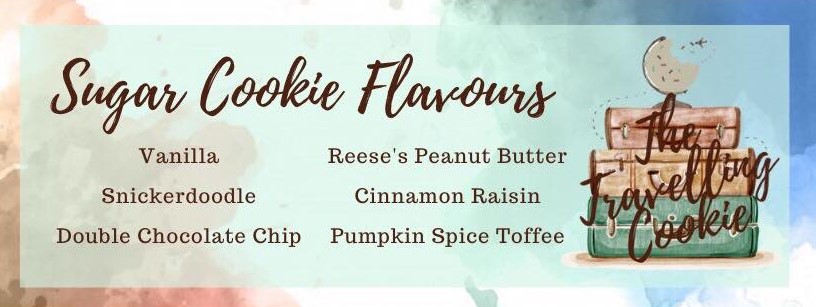 Sugar Cookie Flavours
Vanilla
Snickerdoodle
Double Chocolate Chip
Reese's Peanut Butter
Cinnamon Raisin
Pumpkin Spice Toffee
The
Travelling
Cookie